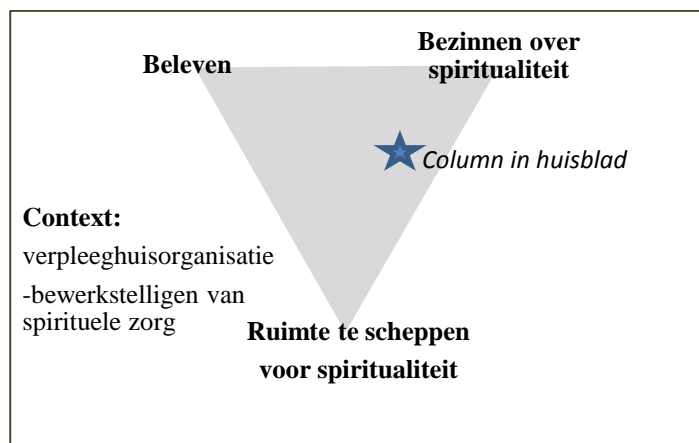 Beleven
Bezinnen over
spiritualiteit
Column in huisblad
Context:
verpleeghuisorganisatie
-bewerkstelligen van
spirituele zorg
Ruimte te scheppen
voor spiritualiteit